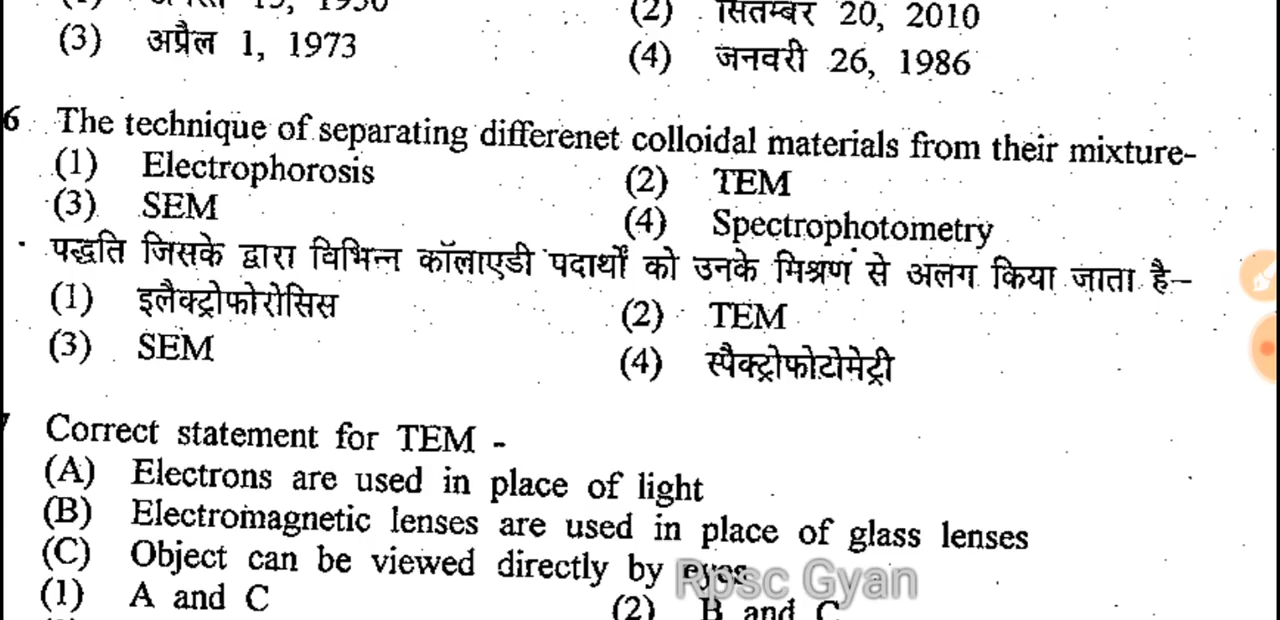 (2) सितम्बर 20, 2010
(3) अप्रैल 1, 1973
(4) जनवरी 26, 1986
6 The technique of separating differenet colloidal materials from their mixture-
(1) Electrophorosis (2) TEM
(3) SEM (4) Spectrophotometry
पद्धति जिसके द्वारा विभिन्न कॉलाएडी पदार्थों को उनके मिश्रण से अलग किया जाता है–
(1) इलैक्ट्रोफोरोसिस (2) TEM
(3) SEM (4) स्पैक्ट्रोफोटोमेट्री
Correct statement for TEM -
(A) Electrons are used in place of light
(B) Electromagnetic lenses are used in place of glass lenses
(C) Object can be viewed directly by eyes
Rpsc Gyan
(1) A and C (2) B and C